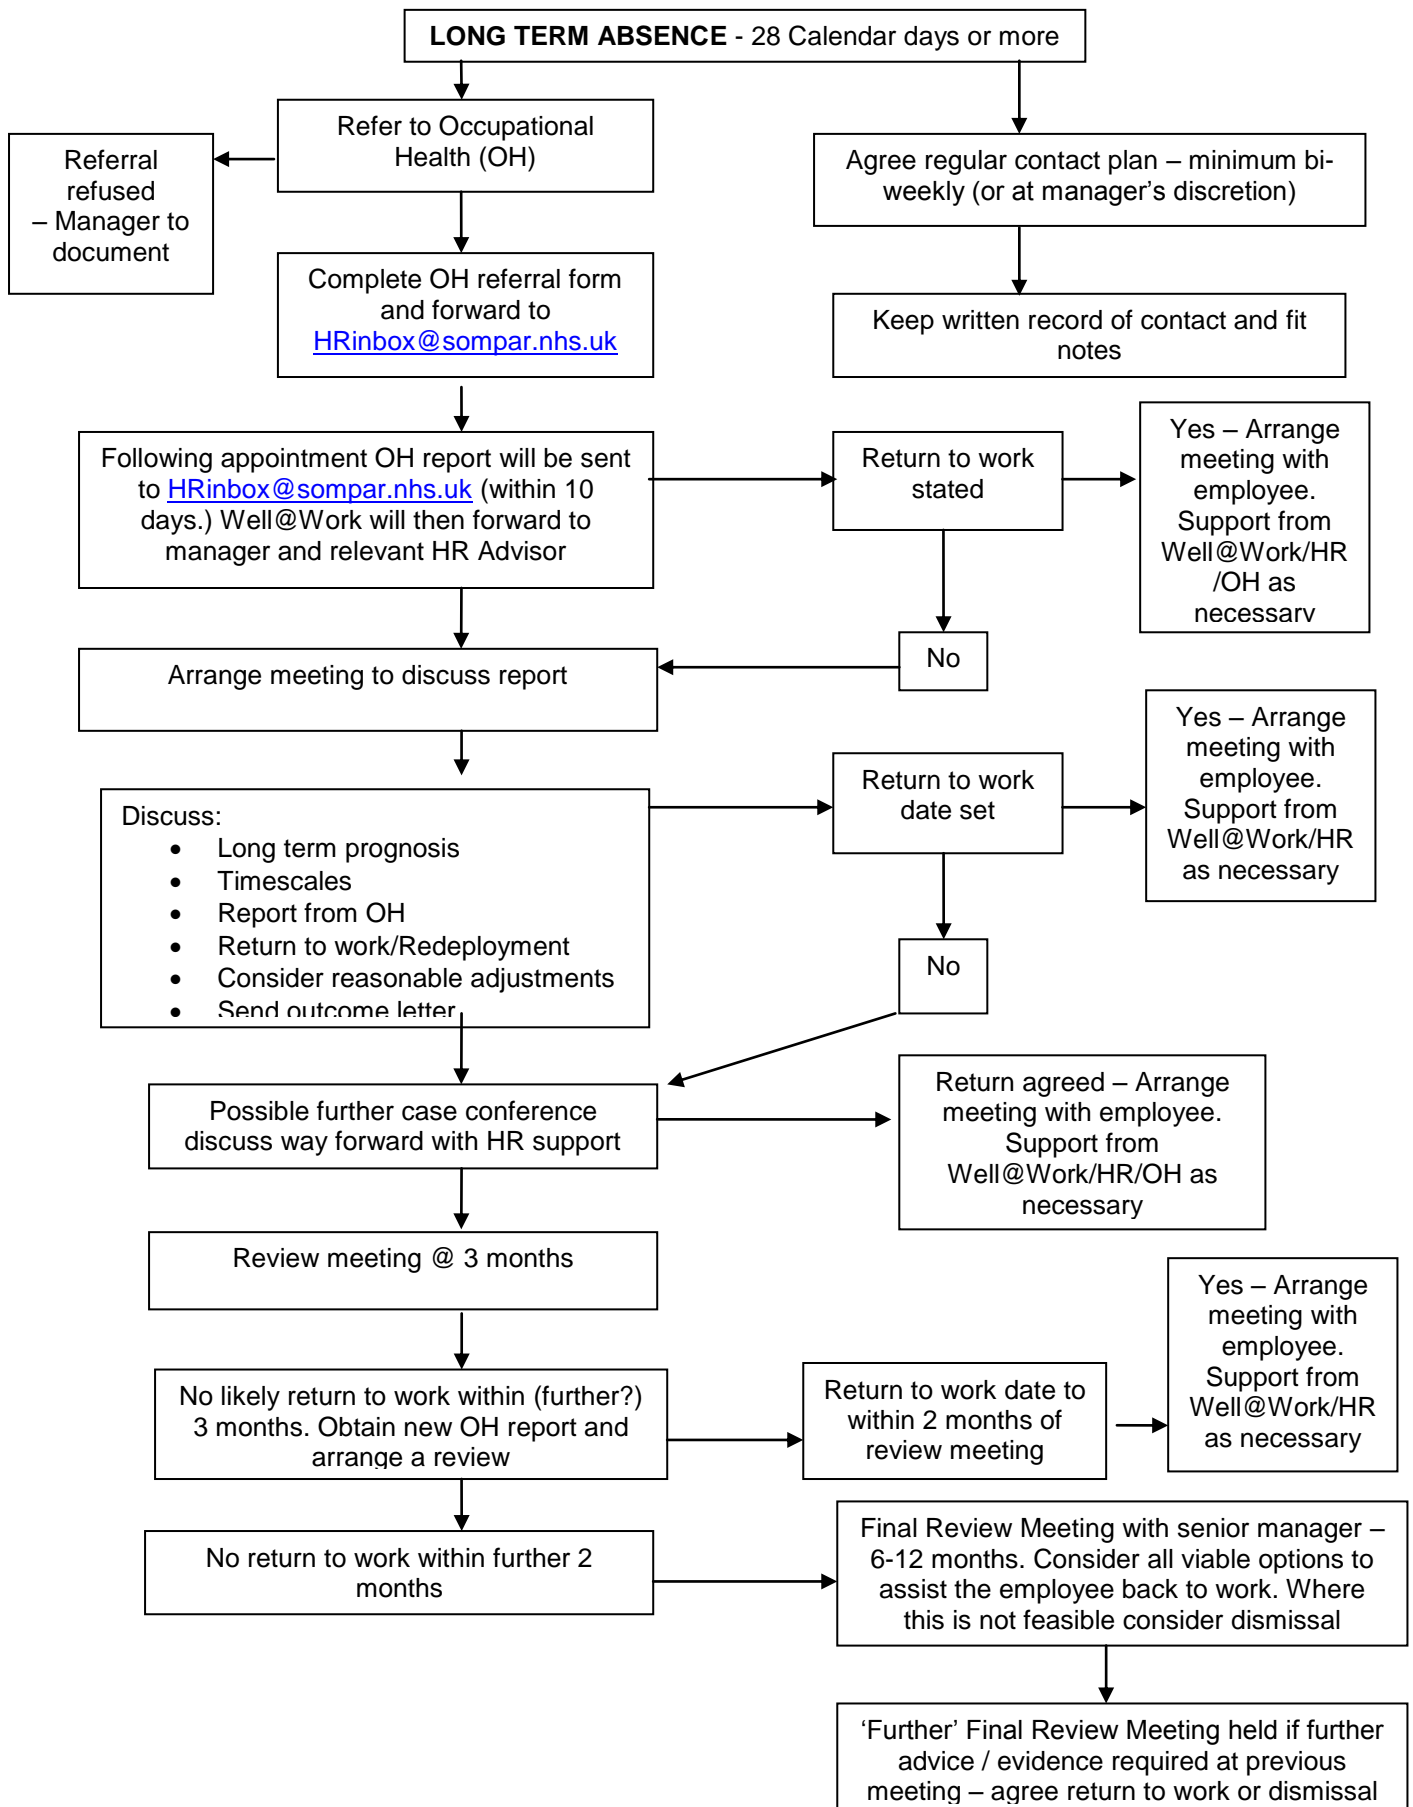 LONG TERM ABSENCE - 28 Calendar days or more
Refer to Occupational
Health (OH)
Referral
refused
– Manager to
document
Agree regular contact plan – minimum bi-
weekly (or at manager’s discretion)
Complete OH referral form
and forward to
HRinbox@sompar.nhs.uk
Keep written record of contact and fit
notes
Following appointment OH report will be sent
to HRinbox@sompar.nhs.uk (within 10
days.) Well@Work will then forward to
manager and relevant HR Advisor
Return to work
stated
Yes – Arrange
meeting with
employee.
Support from
Well@Work/HR
/OH as
necessary
No
Arrange meeting to discuss report
Discuss:
• Long term prognosis
• Timescales
• Report from OH
• Return to work/Redeployment
• Consider reasonable adjustments
• Send outcome letter
Return to work
date set
Yes – Arrange
meeting with
employee.
Support from
Well@Work/HR
as necessary
No
Possible further case conference
discuss way forward with HR support
Return agreed – Arrange
meeting with employee.
Support from
Well@Work/HR/OH as
necessary
Review meeting @ 3 months
No likely return to work within (further?)
3 months. Obtain new OH report and
arrange a review
Return to work date to
within 2 months of
review meeting
Yes – Arrange
meeting with
employee.
Support from
Well@Work/HR
as necessary
No return to work within further 2
months
Final Review Meeting with senior manager –
6-12 months. Consider all viable options to
assist the employee back to work. Where
this is not feasible consider dismissal
‘Further’ Final Review Meeting held if further
advice / evidence required at previous
meeting – agree return to work or dismissal